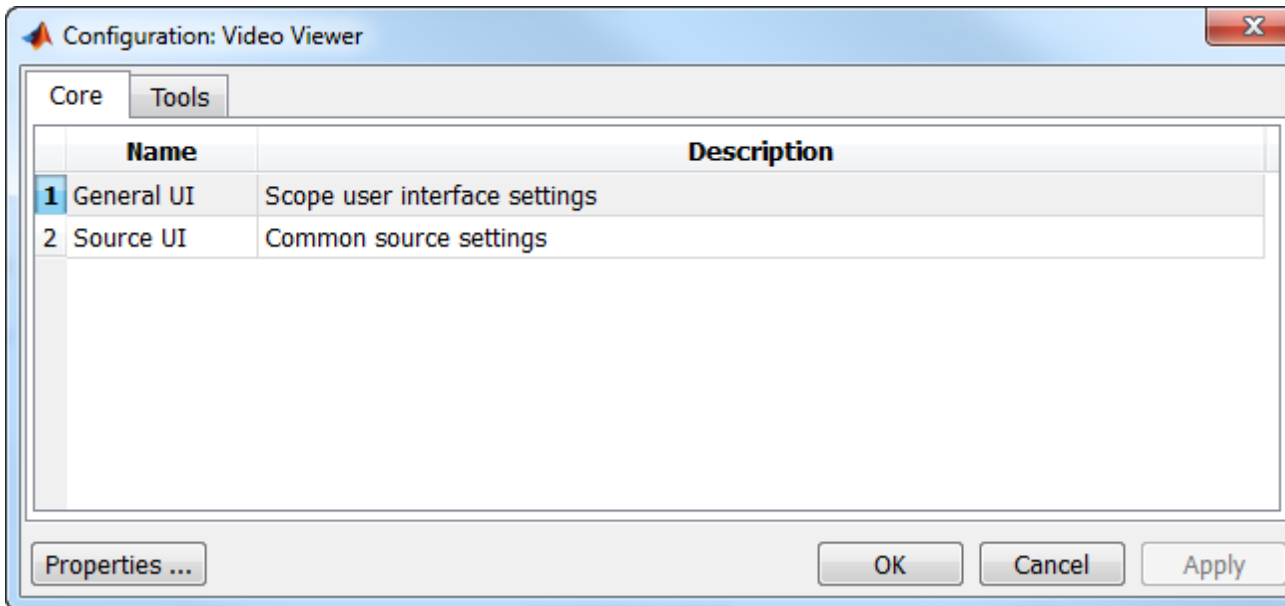 Configuration: Video Viewer
X
Core Tools
Name Description
1 General UI Scope user interface settings
2 Source UI Common source settings
Properties ... OK Cancel Apply